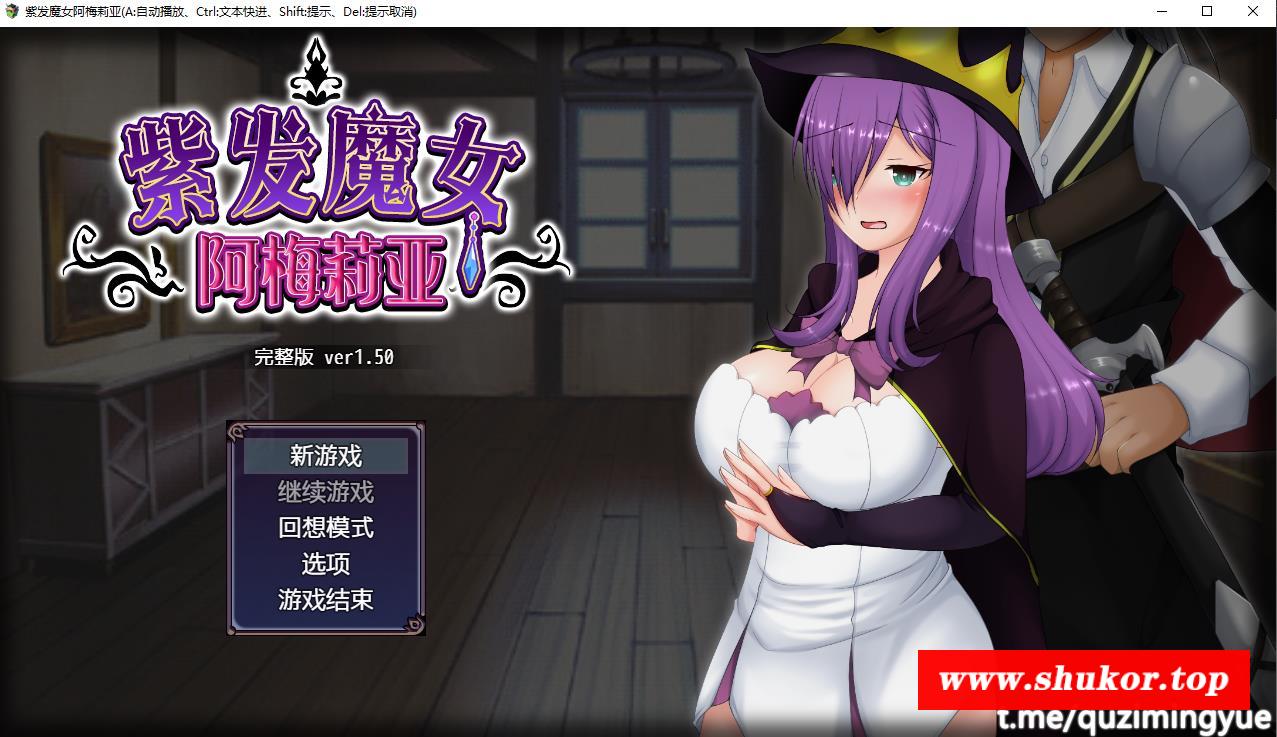 紫发魔女阿梅莉亚(A:自动播放、Ctrl:文本快进、Shift:提示、Del:提示取消)
紫发魔女
阿梅莉亚
完整版 ver1.50
新游戏
继续游戏
回想模式
选项
游戏结束
www.shukor.top
t.me/quzimingyue